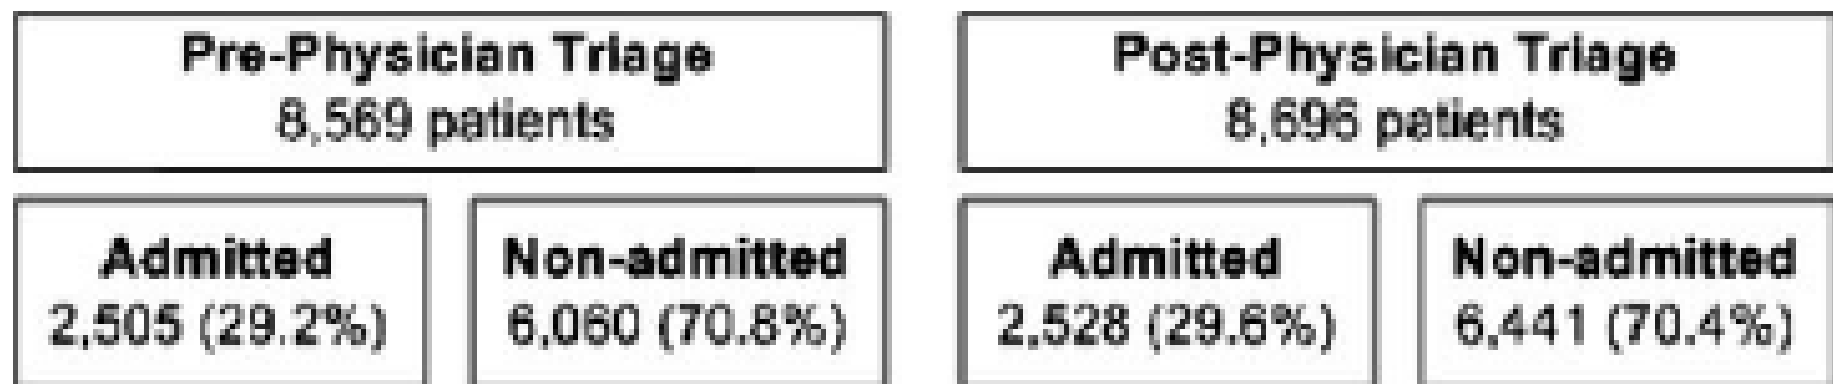 Pre-Physician Triage
8,569 patients
Post-Physician Triage
8,696 patients
Admitted
2,505 (29.2%)
Non-admitted
6,060 (70.8%)
Admitted
2,528 (29.6%)
Non-admitted
6,441 (70.4%)